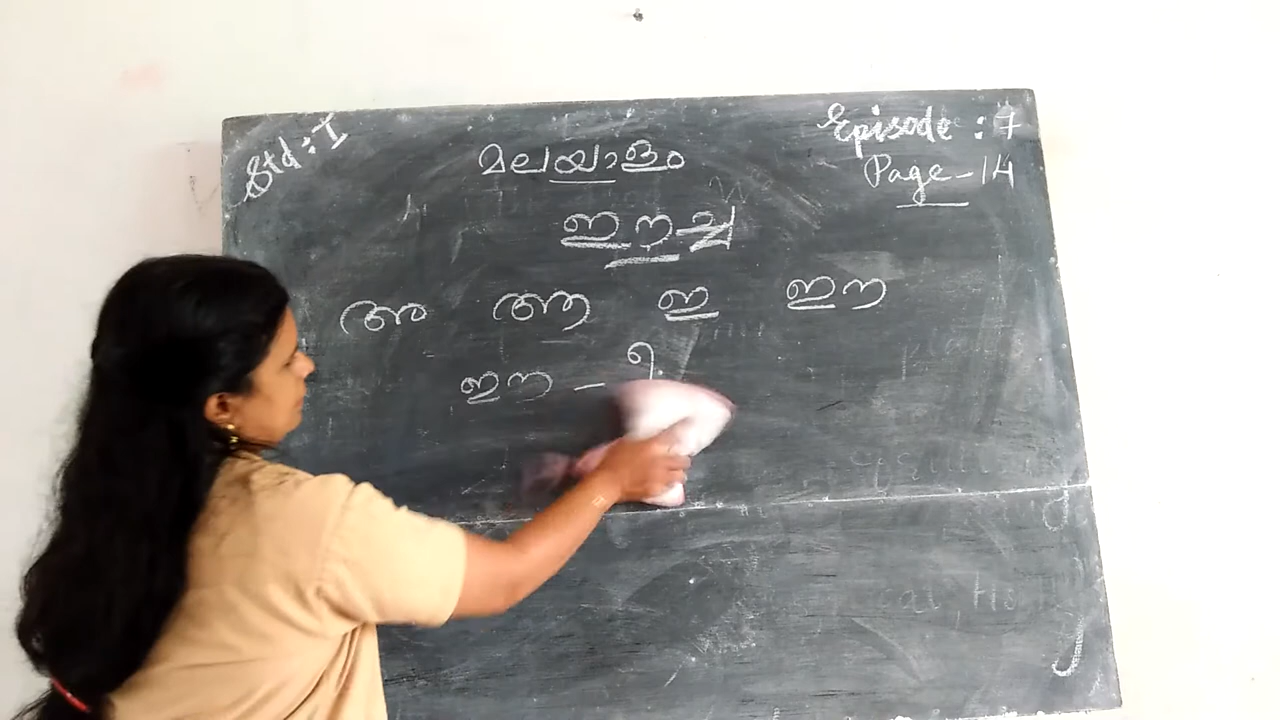 Std : I
Episode : 7
മലയാളം
Page - 14
ഈച്ച
അ ആ ഇ ഈ
ഈ - ീ